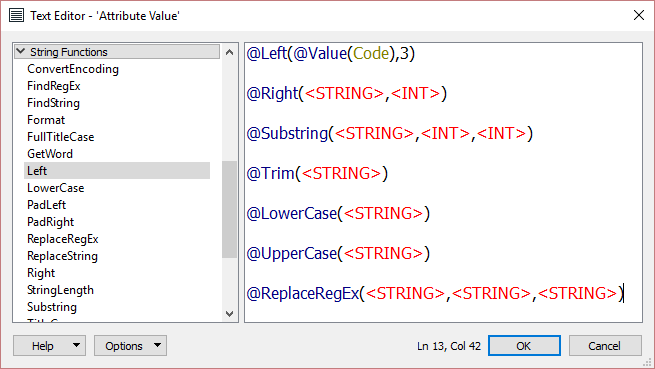 Text Editor - 'Attribute Value'
String Functions
ConvertEncoding
FindRegEx
FindString
Format
FullTitleCase
GetWord
Left
LowerCase
PadLeft
PadRight
ReplaceRegEx
ReplaceString
Right
StringLength
Substring
@Left(@Value(Code),3)
@Right(<STRING>,<INT>)
@Substring(<STRING>,<INT>,<INT>)
@Trim(<STRING>)
@LowerCase(<STRING>)
@UpperCase(<STRING>)
@ReplaceRegEx(<STRING>,<STRING>,<STRING>)
Help
Options
Ln 13, Col 42
OK
Cancel